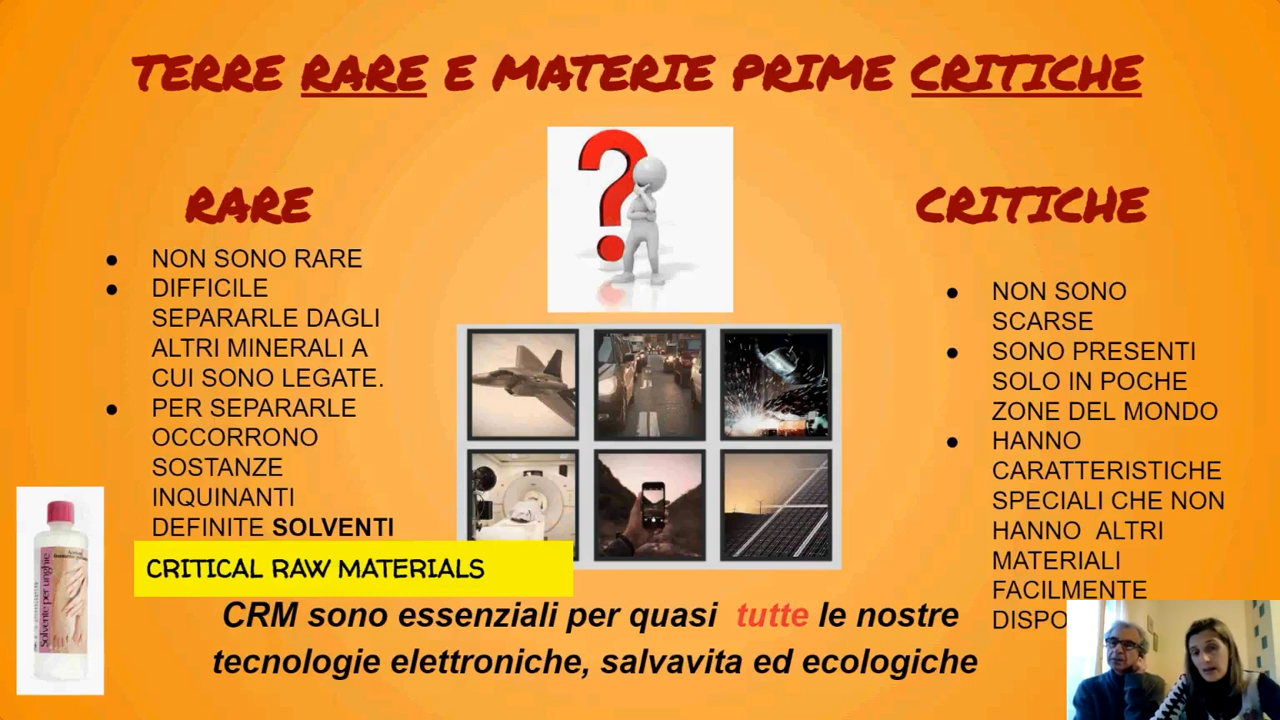 TERRE RARE E MATERIE PRIME CRITICHE
RARE
● NON SONO RARE
● DIFFICILE
SEPARARLE DAGLI
ALTRI MINERALI A
CUI SONO LEGATE.
● PER SEPARARLE
OCCORRONO
SOSTANZE
INQUINANTI
DEFINITE SOLVENTI
CRITICHE
● NON SONO
SCARSE
● SONO PRESENTI
SOLO IN POCHE
ZONE DEL MONDO
● HANNO
CARATTERISTICHE
SPECIALI CHE NON
HANNO ALTRI
MATERIALI
FACILMENTE
Solvente per unghie
CRITICAL RAW MATERIALS
CRM sono essenziali per quasi tutte le nostre
tecnologie elettroniche, salvavita ed ecologiche